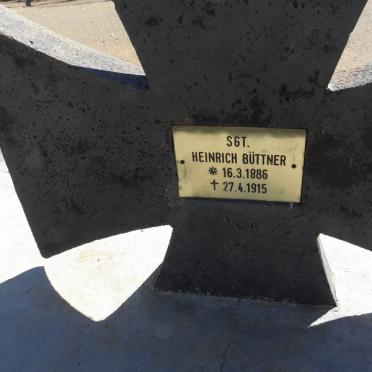 SGT.
HEINRICH BÜTTNER
* 16.3.1886
† 27.4.1915